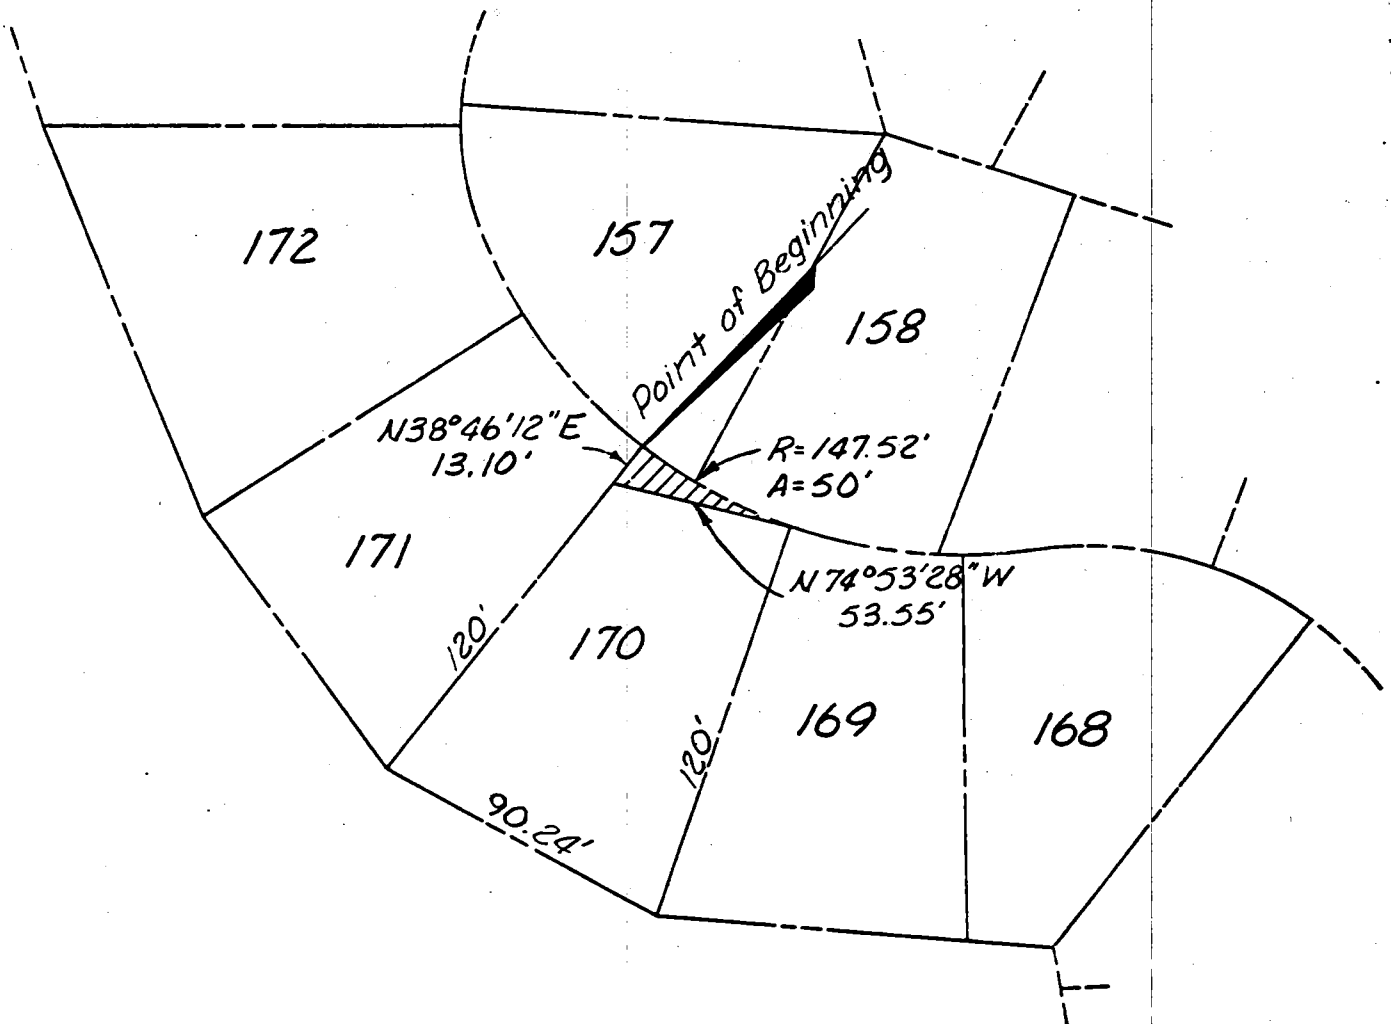 172
157
Point of Beginning
158
N38°46'12"E
13.10'
R=147.52'
A=50'
171
N74°53'28"W
53.55'
120'
170
120'
169
168
90.24'